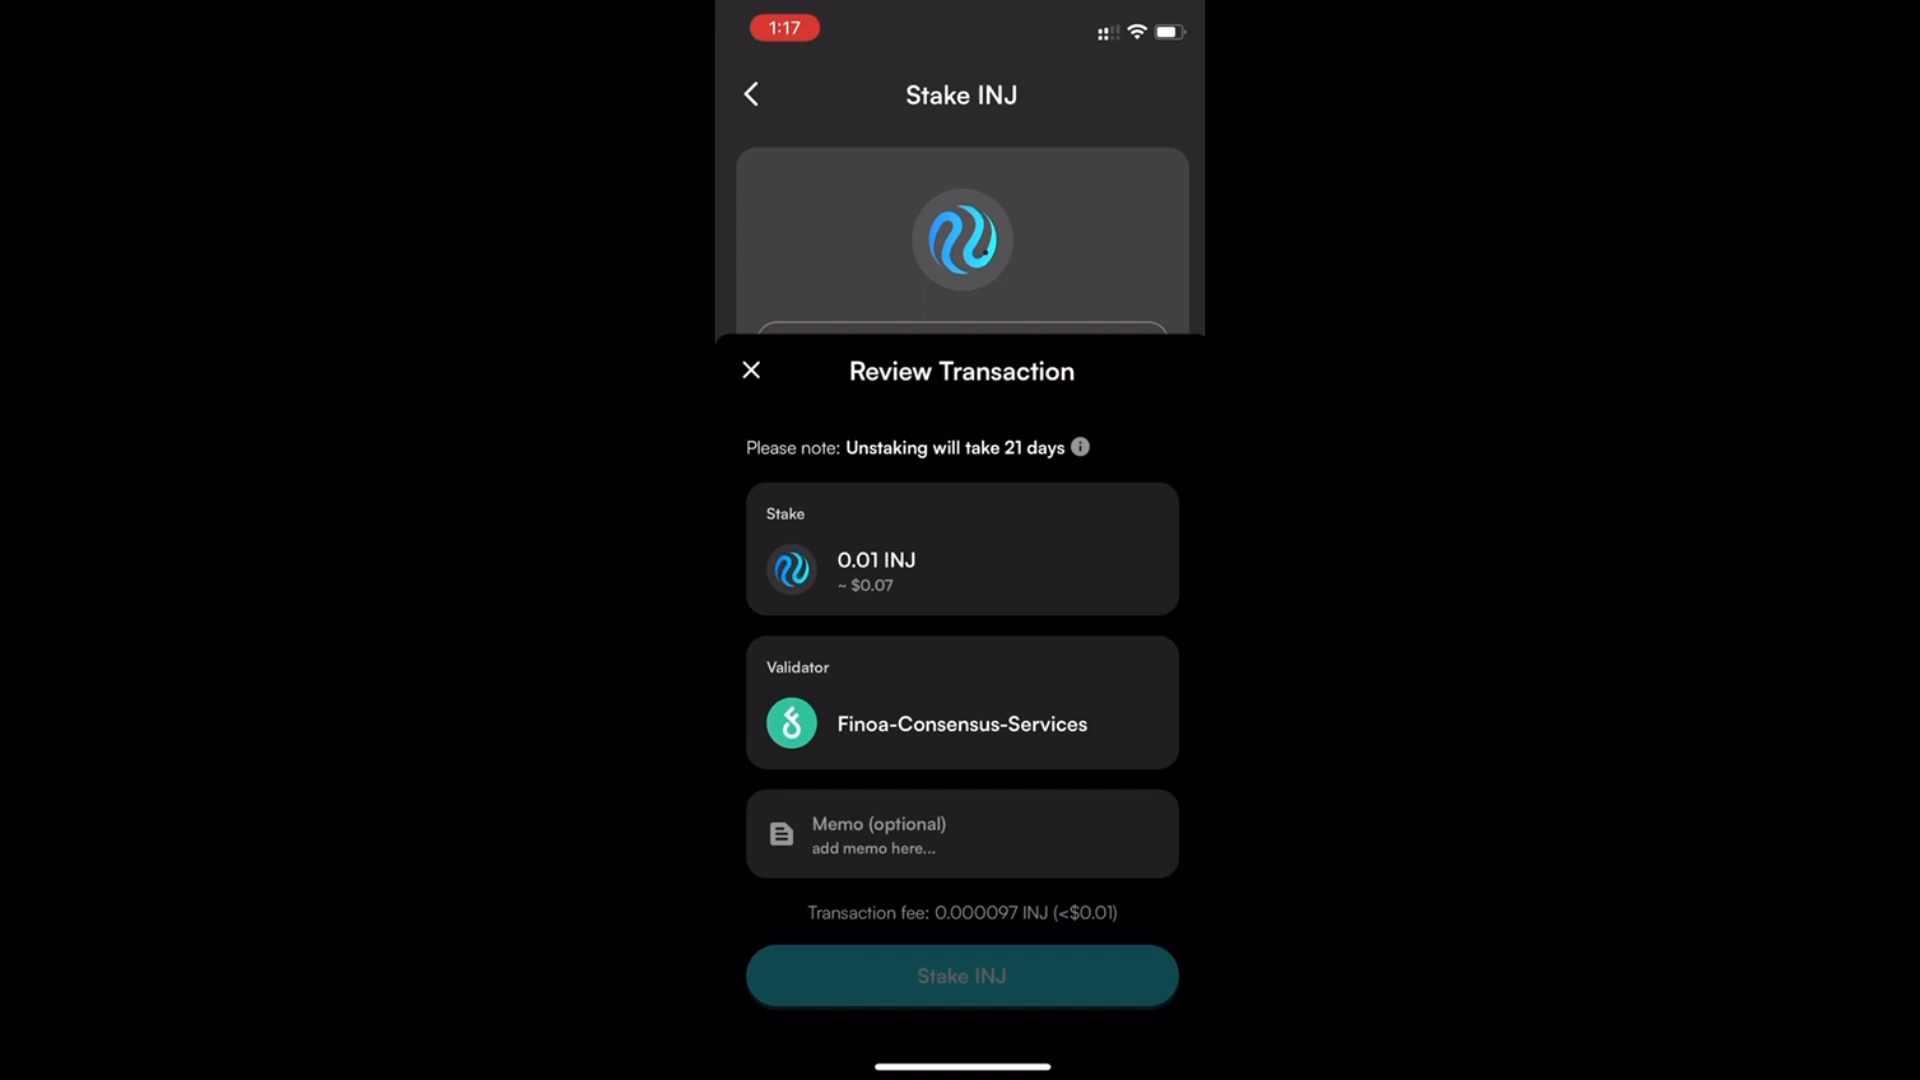 1:17
Stake INJ
Review Transaction
Please note: Unstaking will take 21 days
Stake
0.01 INJ
~ $0.07
Validator
Finoa-Consensus-Services
Memo (optional)
add memo here...
Transaction fee: 0.000097 INJ (<$0.01)
Stake INJ